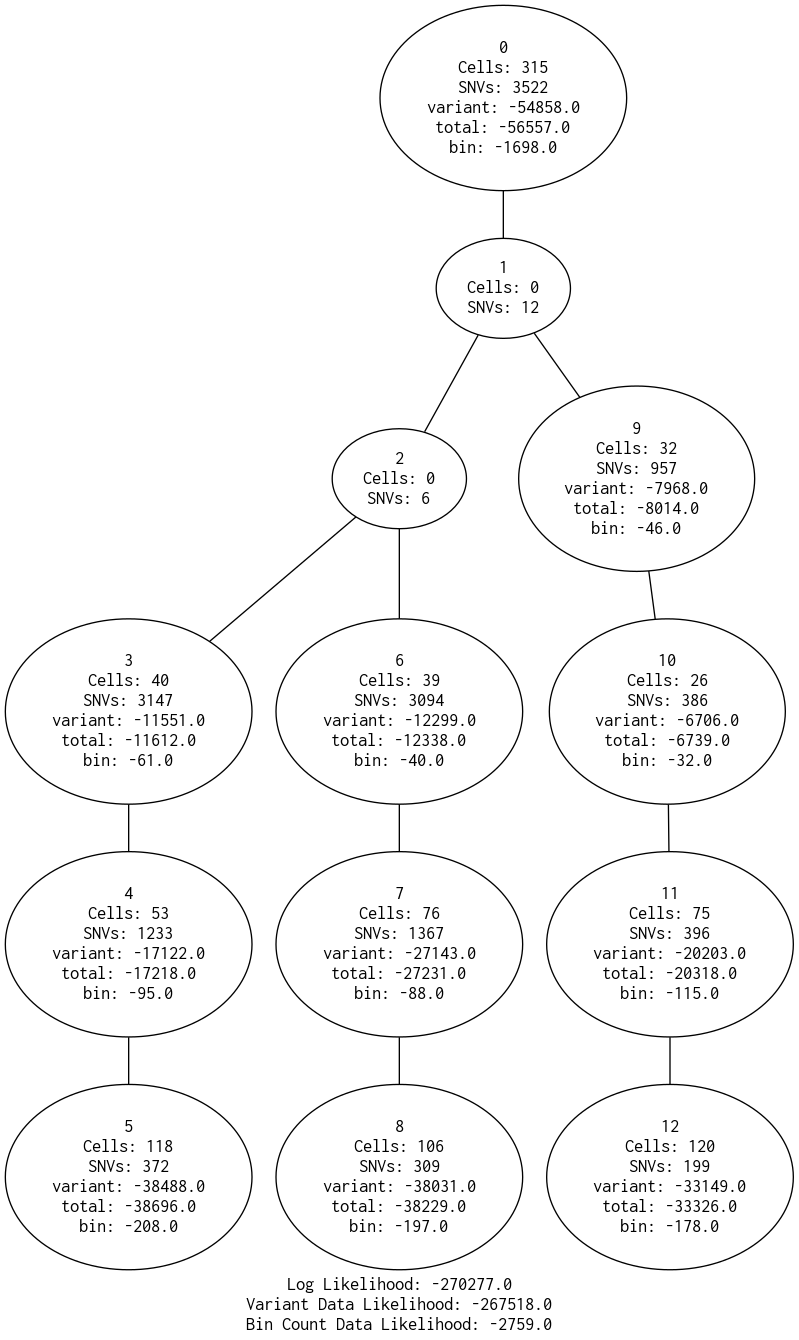 0
Cells: 315
SNVs: 3522
variant: -54858.0
total: -56557.0
bin: -1698.0
1
Cells: 0
SNVs: 12
2
Cells: 0
SNVs: 6
9
Cells: 32
SNVs: 957
variant: -7968.0
total: -8014.0
bin: -46.0
3
Cells: 40
SNVs: 3147
variant: -11551.0
total: -11612.0
bin: -61.0
6
Cells: 39
SNVs: 3094
variant: -12299.0
total: -12338.0
bin: -40.0
10
Cells: 26
SNVs: 386
variant: -6706.0
total: -6739.0
bin: -32.0
4
Cells: 53
SNVs: 1233
variant: -17122.0
total: -17218.0
bin: -95.0
7
Cells: 76
SNVs: 1367
variant: -27143.0
total: -27231.0
bin: -88.0
11
Cells: 75
SNVs: 396
variant: -20203.0
total: -20318.0
bin: -115.0
5
Cells: 118
SNVs: 372
variant: -38488.0
total: -38696.0
bin: -208.0
8
Cells: 106
SNVs: 309
variant: -38031.0
total: -38229.0
bin: -197.0
12
Cells: 120
SNVs: 199
variant: -33149.0
total: -33326.0
bin: -178.0
Log Likelihood: -270277.0
Variant Data Likelihood: -267518.0
Bin Count Data Likelihood: -2759.0